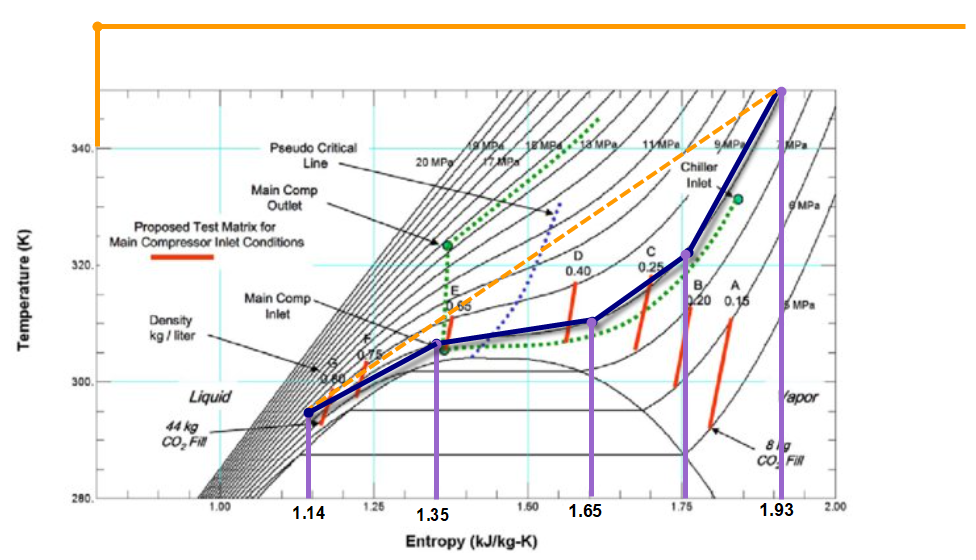 Pseudo Critical
Line
Main Comp
Outlet
Proposed Test Matrix for
Main Compressor Inlet Conditions
Main Comp
Inlet
Density
kg / liter
Liquid
44 kg
CO₂ Fill
20 MPa
19 MPa
17 MPa
13 MPa
11 MPa
9 MPa
7 MPa
6 MPa
5 MPa
Chiller
Inlet
D
0.40
C
0.25
B
0.20
A
0.15
E
0.65
F
0.75
G
Vapor
8 kg
CO₂ Fill
Temperature (K)
340.
320.
300.
280.
1.00
1.25
1.50
1.75
2.00
1.14
1.35
1.65
1.93
Entropy (kJ/kg-K)